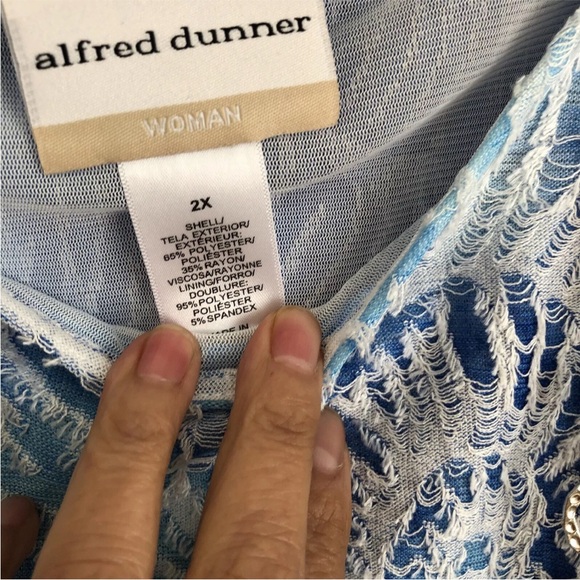 alfred dunner
WOMAN
2X
SHELL/
TELA EXTERIOR/
EXTÉRIEUR:
65% POLYESTER/
POLIÉSTER
35% RAYON/
VISCOSA/RAYONNE
LINING/FORRO/
DOUBLURE:
95%POLYESTER/
POLIÉSTER
5% SPANDEX
IN